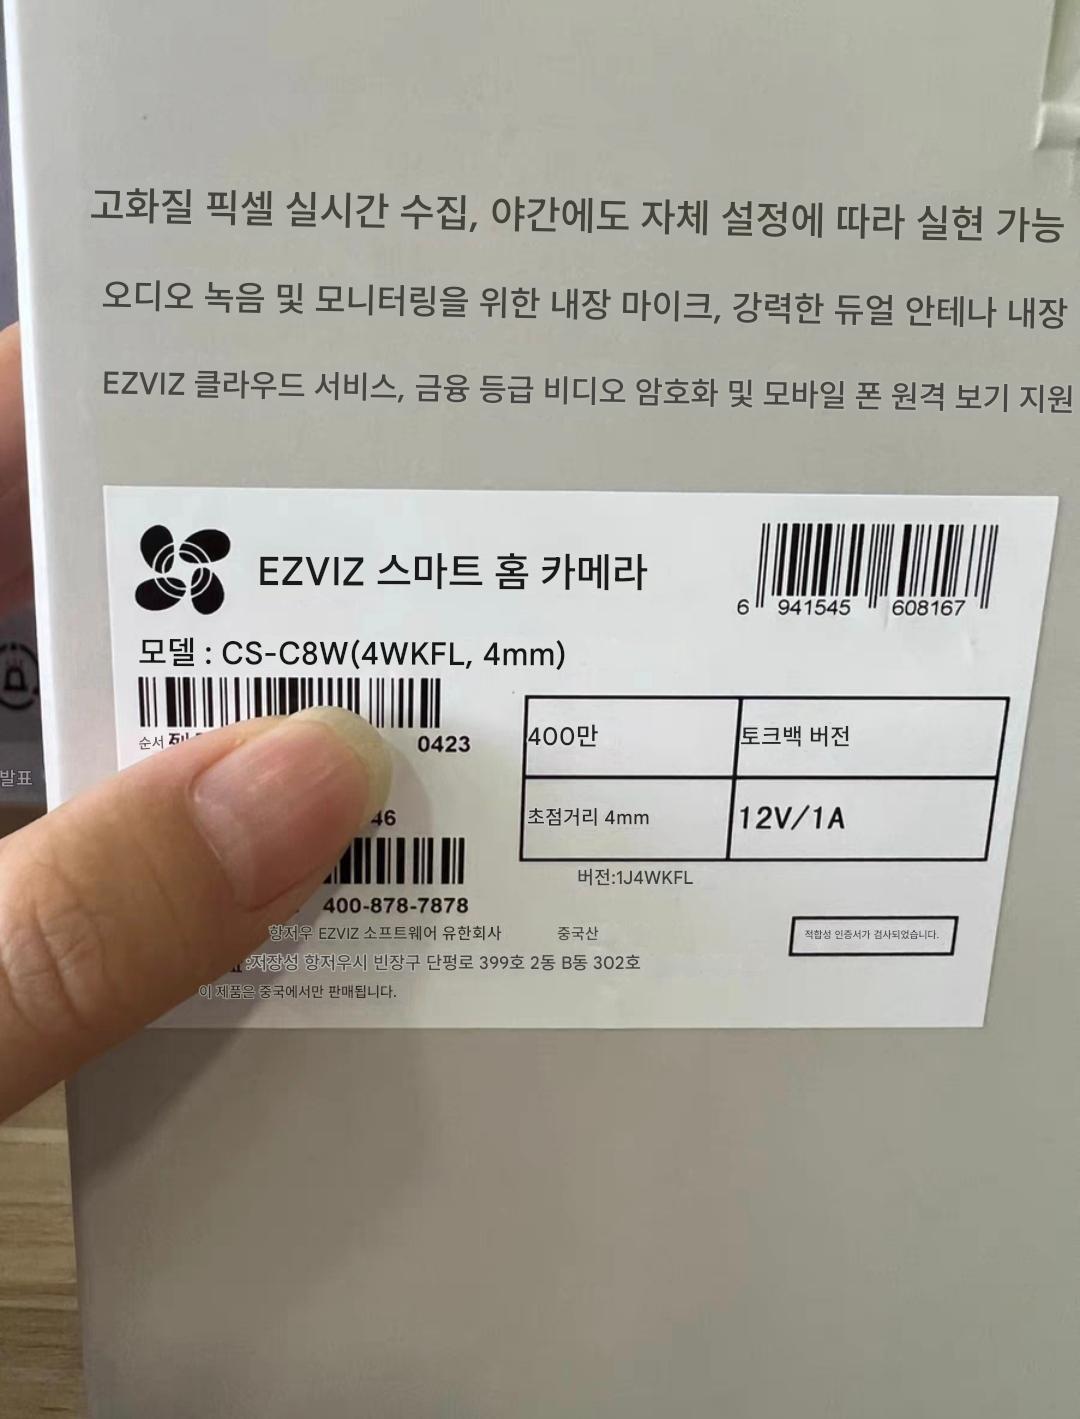 고화질 픽셀 실시간 수집, 야간에도 자체 설정에 따라 실현 가능
오디오 녹음 및 모니터링을 위한 내장 마이크, 강력한 듀얼 안테나 내장
EZVIZ 클라우드 서비스, 금융 등급 비디오 암호화 및 모바일 폰 원격 보기 지원
EZVIZ 스마트 홈 카메라
6 941545 608167
모델 : CS-C8W(4WKFL, 4mm)
순서
0423
400만 토크백 버전
초점거리 4mm 12V/1A
46
버전:1J4WKFL
400-878-7878
항저우 EZVIZ 소프트웨어 유한회사 중국산
적합성 인증서가 검사되었습니다.
:저장성 항저우시 빈장구 단펑로 399호 2동 B동 302호
이 제품은 중국에서만 판매됩니다.
발표